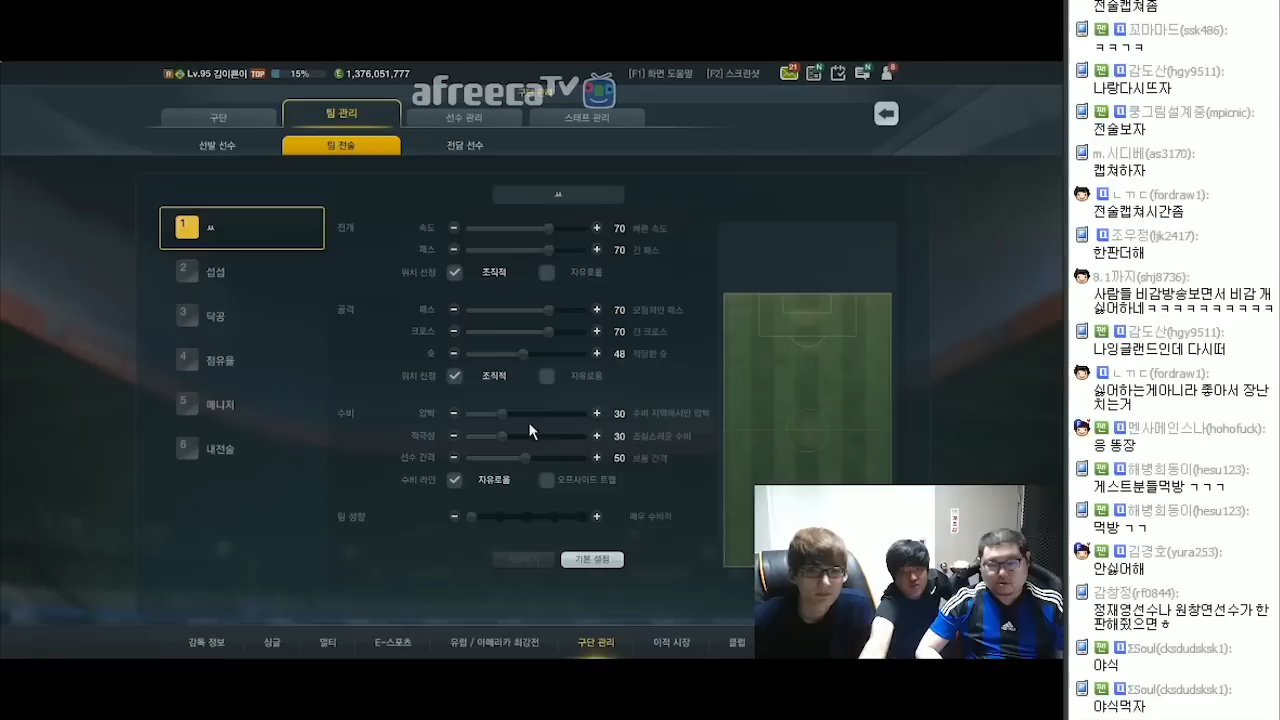 Lv.95
TOP
15%
1,376,05
777
[F1] 화면 도움말
[F2] 스크린샷
21
N
N
8
afreeca TV
구단
팀 관리
스태프 관리
선발 선수
팀 전술
전담 선수
ㅆ
1 ㅆ
2 섭섭
3 닥공
4 점유율
5 매니저
6 내전술
전개
속도 - + 70 빠른 속도
패스 - + 70 긴 패스
위치 선정 조직적 자유로움
공격
패스 - + 70 모험적인 패스
크로스 - + 70 긴 크로스
슛 - + 48 적당한 슛
위치 선정 조직적 자유로움
수비
압박 - + 30 수비 지역에서만 압박
적극성 - + 30 조심스러운 수비
선수 간격 - + 50 보통 간격
수비 라인 자유로움 오프사이드 트랩
팀 성향 - + 매우 수비적
기본 설정
감독 정보
싱글
멀티
E-스포츠
유럽 / 아메리카 최강전
구단 관리
이적 시장
클럽
adidas
전술캡쳐좀
팬 꼬마마드(ssk486):
ㅋㅋㄱㅋ
팬 감도산(hgy9511):
나랑다시뜨자
팬 쿵그림설계중(mpicnic):
전술보자
m.시디베(as3170):
캡쳐하자
ㄴㄲㄷ(fordraw1):
전술캡쳐시간좀
조우정(ljk2417):
한판더해
8.1까지(shj8736):
사람들 비감방송보면서 비감 개
싫어하네ㅋㅋㅋㅋㅋㅋㅋㅋㅋㅋ
팬 감도산(hgy9511):
나잉글랜드인데 다시떠
ㄴㄲㄷ(fordraw1):
싫어하는게아니라 좋아서 장난
치는거
팬 멘사메인스나(hohofuck):
응 똥장
팬 해병희동이(hesu123):
게스트분들먹방 ㄱㄱㄱ
팬 해병희동이(hesu123):
먹방 ㄱㄱ
팬 김경호(yura253):
안싫어해
감창정(rf0844):
정재영선수나 원창연선수가 한
판해줬으면ㅎ
팬 ΣSoul(cksdudsksk1):
야식
팬 ΣSoul(cksdudsksk1):
야식먹자